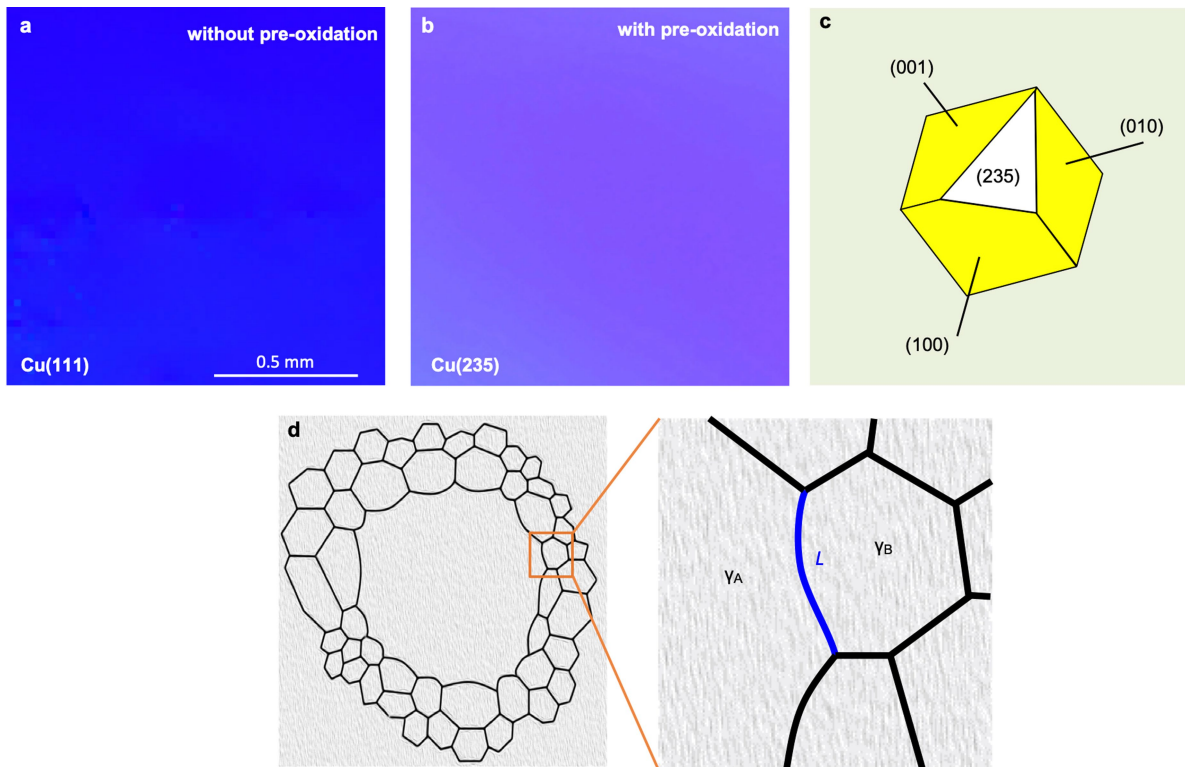 a
without pre-oxidation
Cu(111)
0.5 mm
b
with pre-oxidation
Cu(235)
c
(001)
(010)
(235)
(100)
d
γA
L
γB